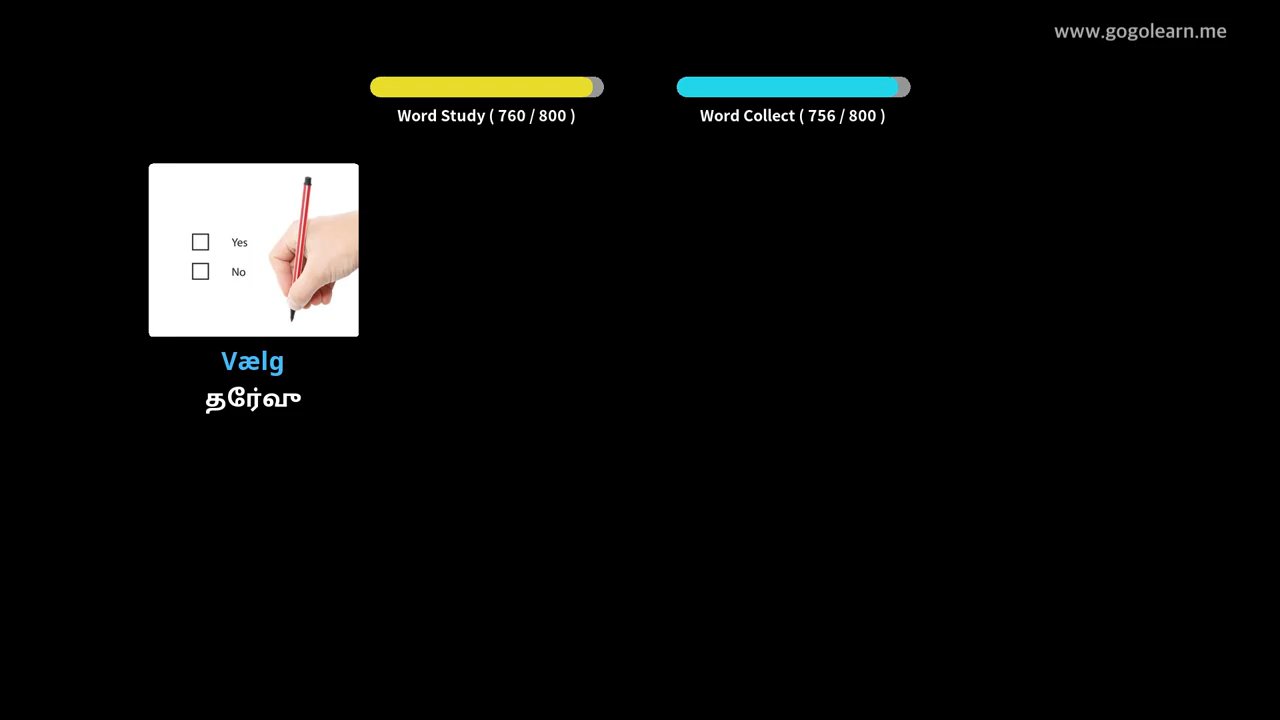 www.gogolearn.me
Word Study ( 760 / 800 )
Word Collect ( 756 / 800 )
Yes
No
Vælg
தேர்வு